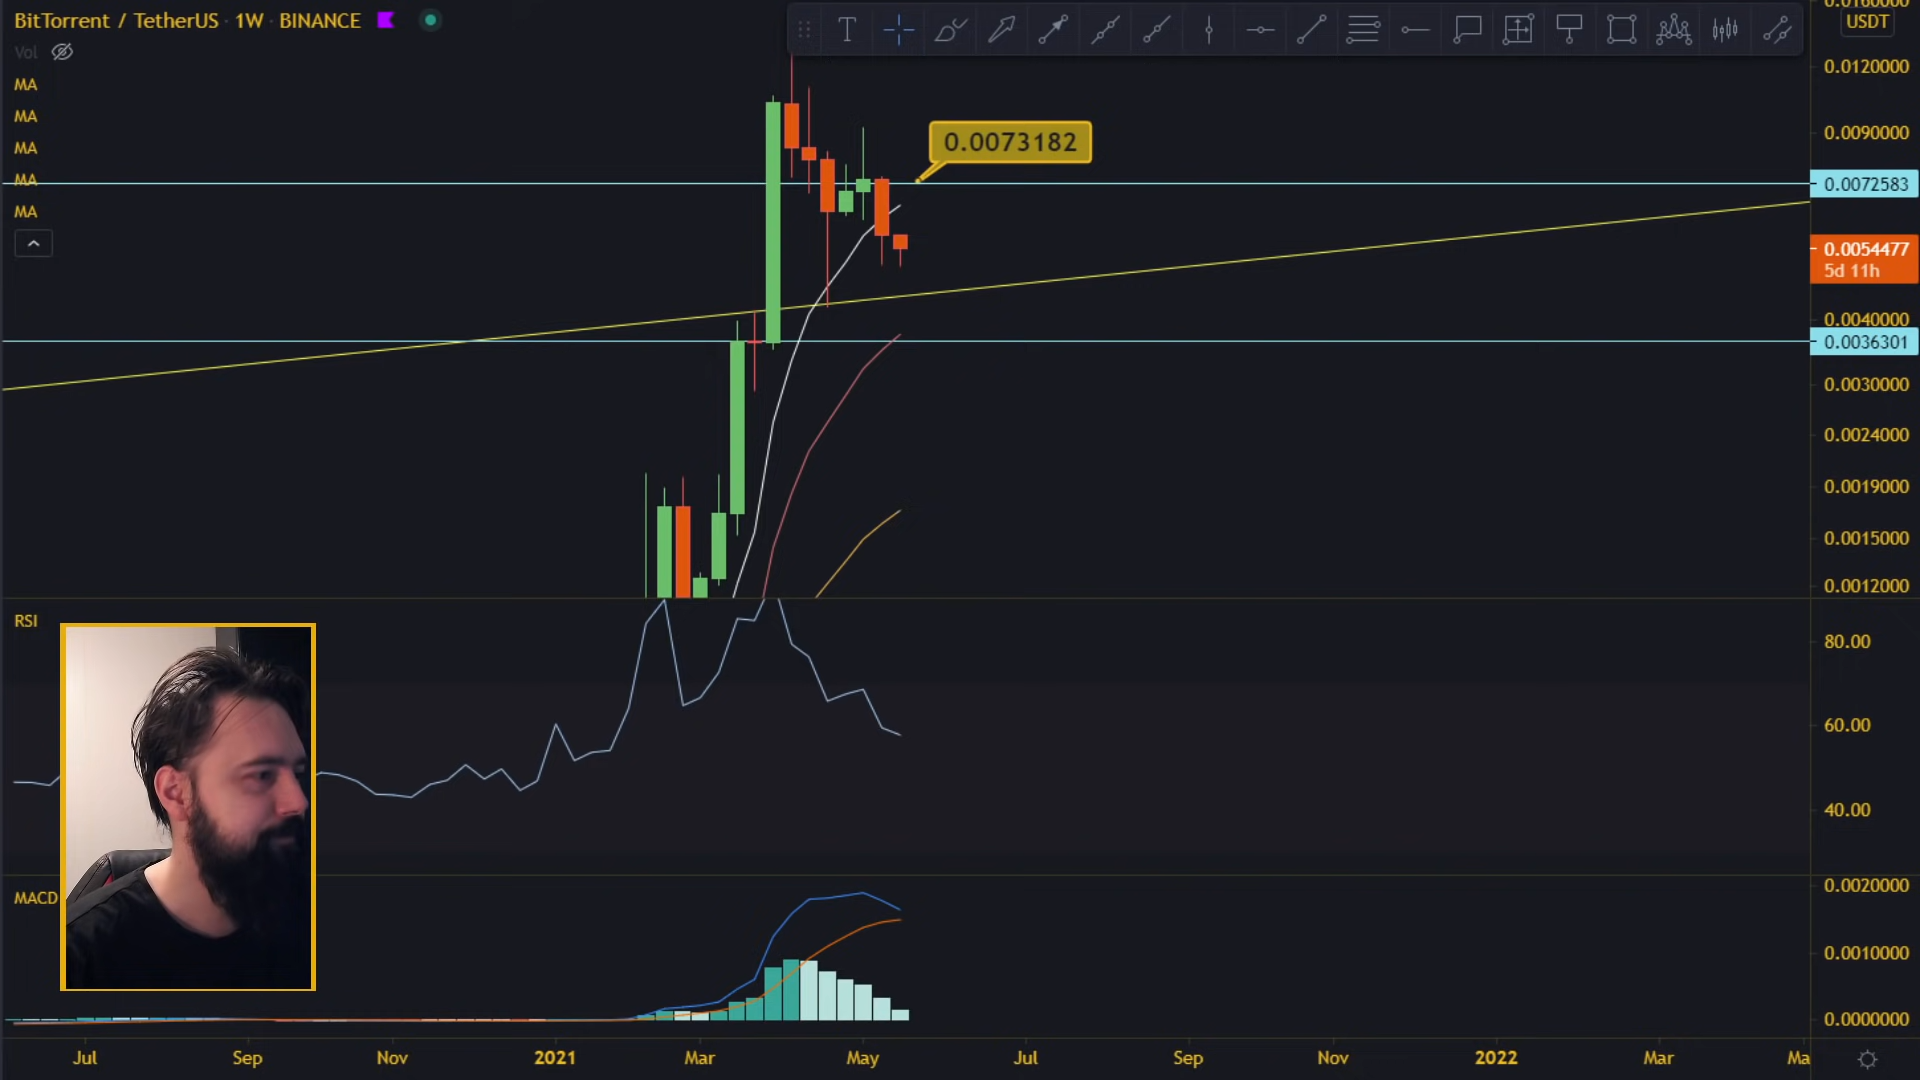 BitTorrent / TetherUS · 1W · BINANCE
USDT
Vol
MA
MA
MA
MA
MA
0.0073182
0.0120000
0.0090000
0.0072583
0.0054477
5d 11h
0.0040000
0.0036301
0.0030000
0.0024000
0.0019000
0.0015000
0.0012000
RSI
80.00
60.00
40.00
MACD
0.0020000
0.0010000
0.0000000
Jul Sep Nov 2021 Mar May Jul Sep Nov 2022 Mar Ma